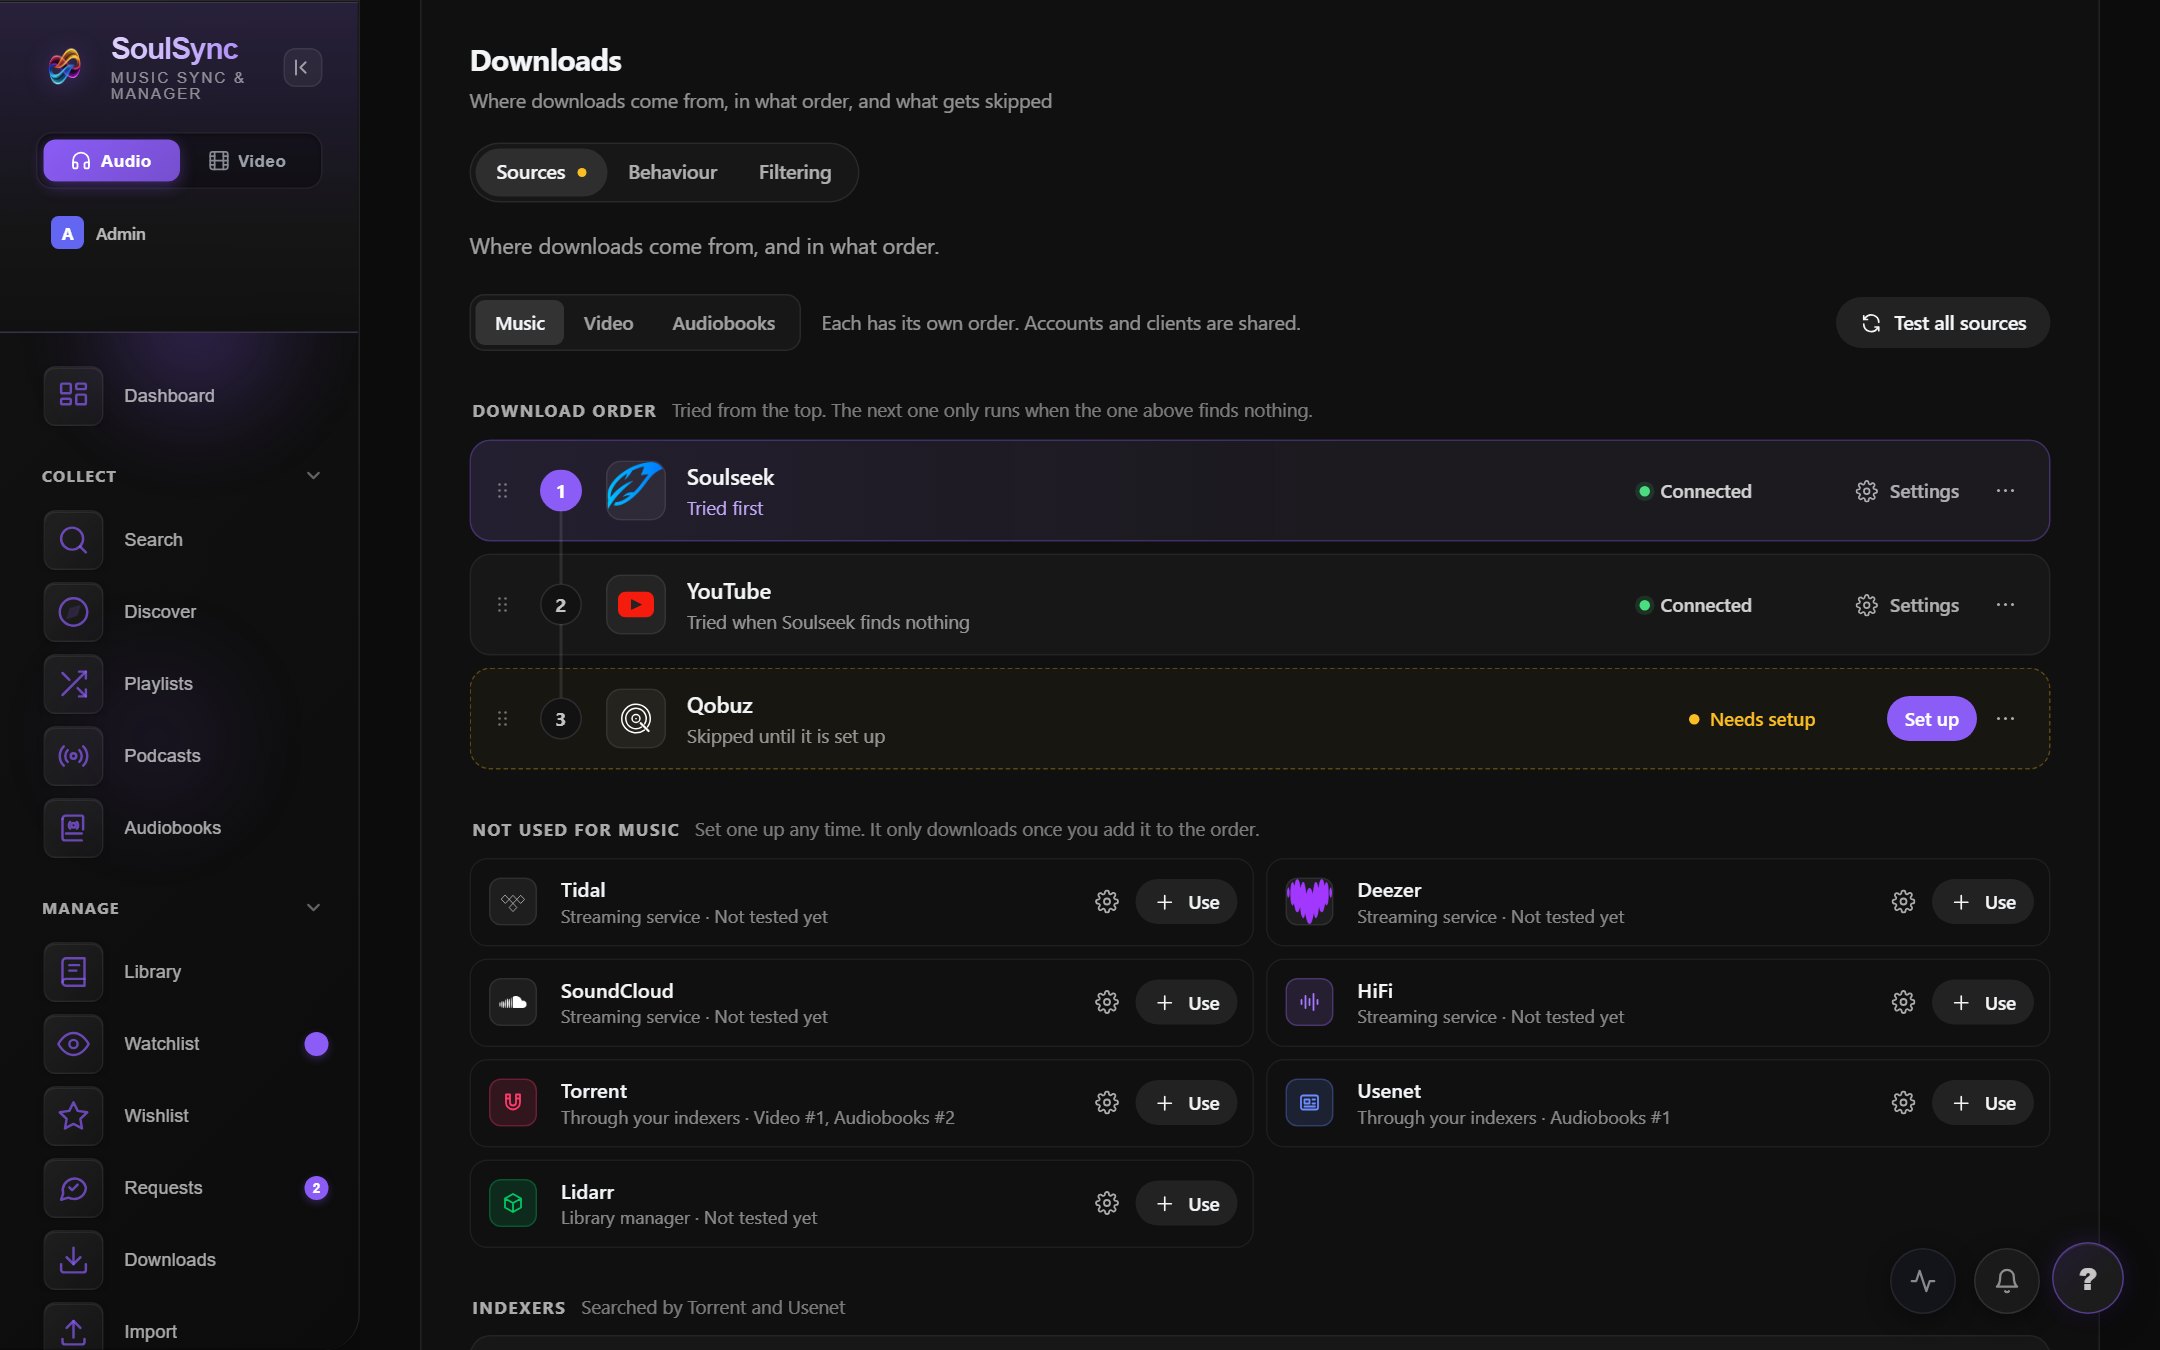 SoulSync
MUSIC SYNC &
MANAGER
Audio
Video
A
Admin
Dashboard
COLLECT
Search
Discover
Playlists
Podcasts
Audiobooks
MANAGE
Library
Watchlist
Wishlist
Requests
2
Downloads
Import
Downloads
Where downloads come from, in what order, and what gets skipped
Sources
Behaviour
Filtering
Where downloads come from, and in what order.
Music
Video
Audiobooks
Each has its own order. Accounts and clients are shared.
Test all sources
DOWNLOAD ORDER Tried from the top. The next one only runs when the one above finds nothing.
1
Soulseek
Tried first
Connected
Settings
2
YouTube
Tried when Soulseek finds nothing
Connected
Settings
3
Qobuz
Skipped until it is set up
Needs setup
Set up
NOT USED FOR MUSIC Set one up any time. It only downloads once you add it to the order.
Tidal
Streaming service · Not tested yet
+ Use
Deezer
Streaming service · Not tested yet
+ Use
SoundCloud
Streaming service · Not tested yet
+ Use
HiFi
Streaming service · Not tested yet
+ Use
Torrent
Through your indexers · Video #1, Audiobooks #2
+ Use
Usenet
Through your indexers · Audiobooks #1
+ Use
Lidarr
Library manager · Not tested yet
+ Use
INDEXERS Searched by Torrent and Usenet
?